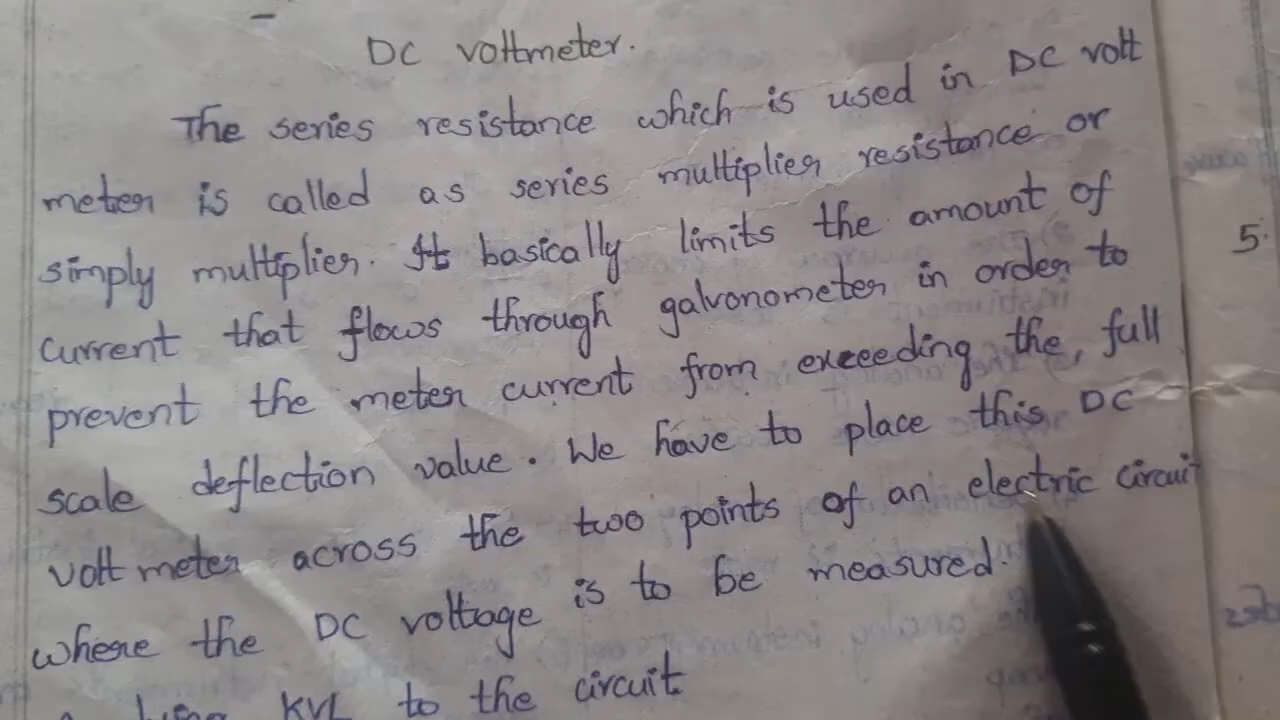 DC voltmeter.
The series resistance which is used in DC volt
meter is called as series multiplier resistance or
simply multiplier. It basically limits the amount of
current that flows through galvonometer in order to
prevent the meter current from exceeding the, full
scale deflection value. We have to place this DC
volt meter across the two points of an electric circuit
where the DC voltage is to be measured.
KVL to the circuit
5.